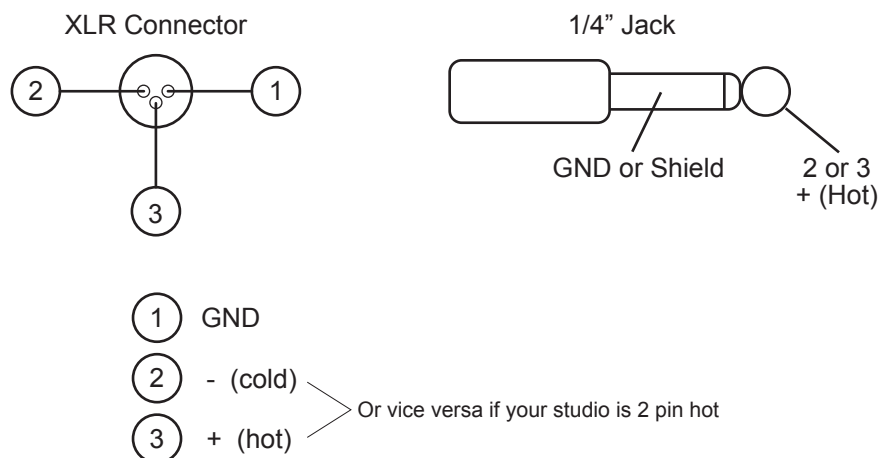 XLR Connector
1/4” Jack
2
1
3
GND or Shield
2 or 3
+ (Hot)
1 GND
2 - (cold)
Or vice versa if your studio is 2 pin hot
3 + (hot)